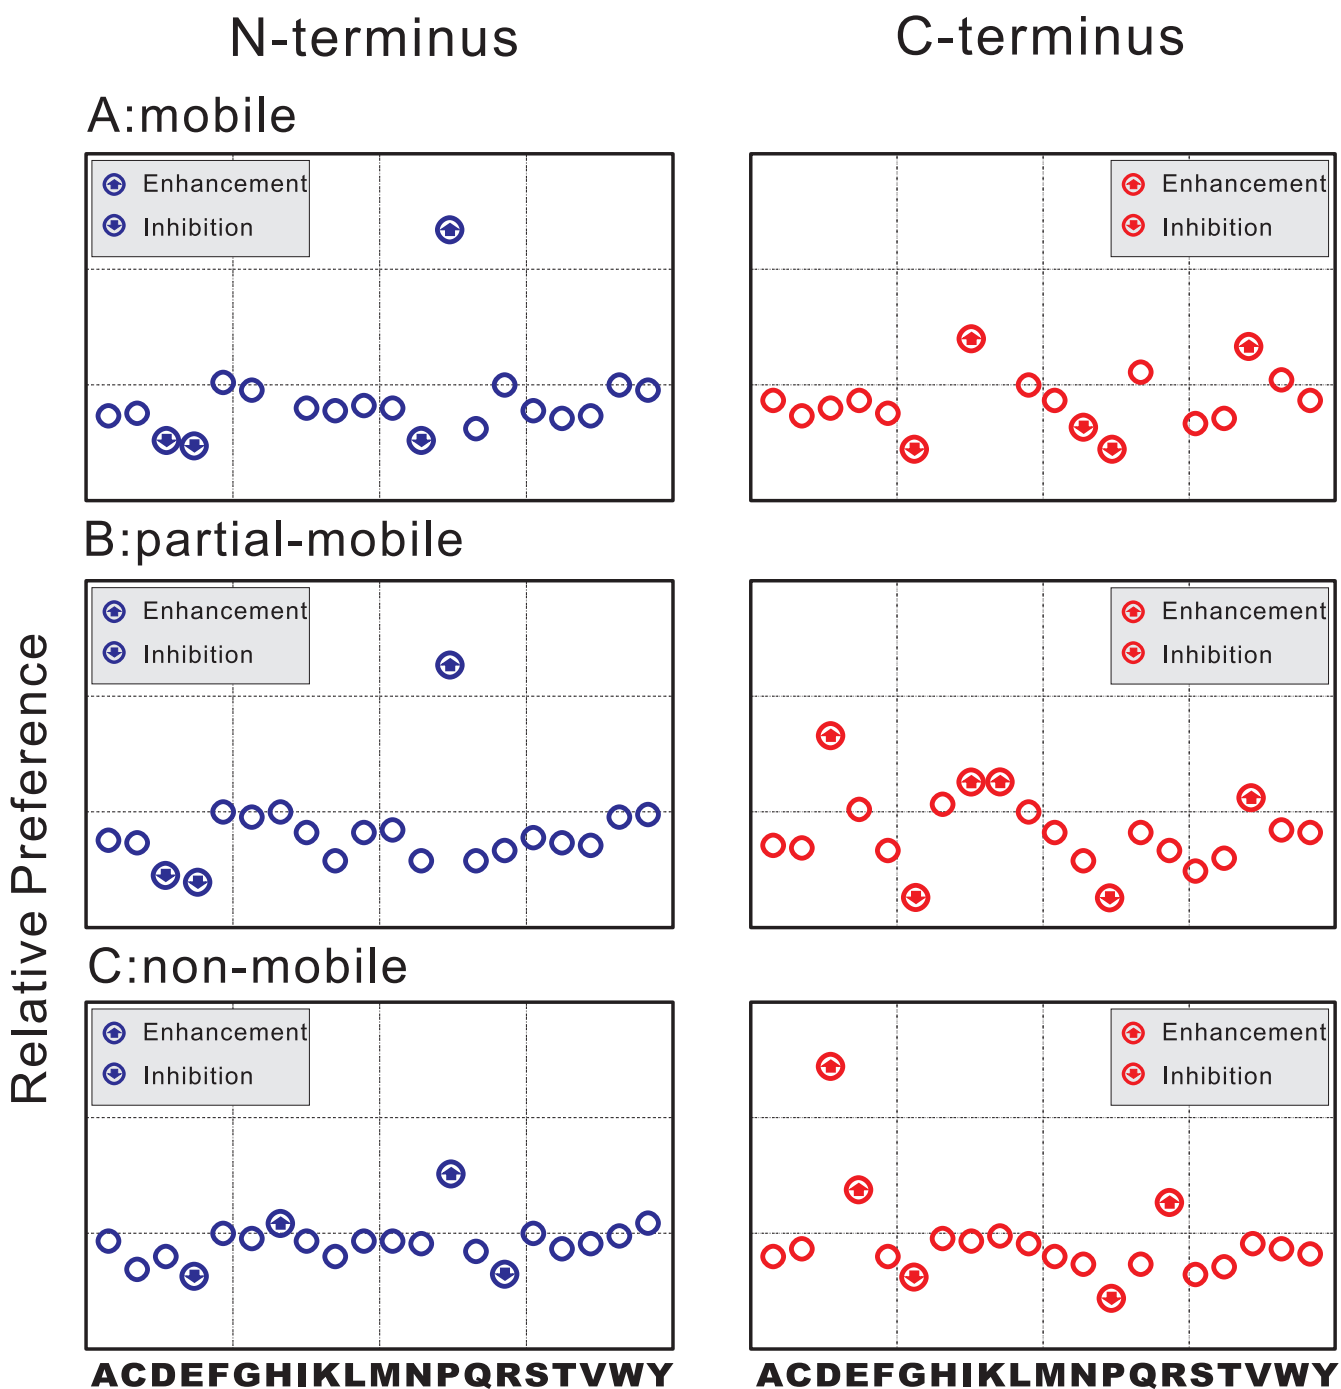 N-terminus
C-terminus
A:mobile
Enhancement
Inhibition
Enhancement
Inhibition
B:partial-mobile
Enhancement
Inhibition
Enhancement
Inhibition
Relative Preference
C:non-mobile
Enhancement
Inhibition
Enhancement
Inhibition
ACDEFGHIKLMNPQRSTVWY
ACDEFGHIKLMNPQRSTVWY